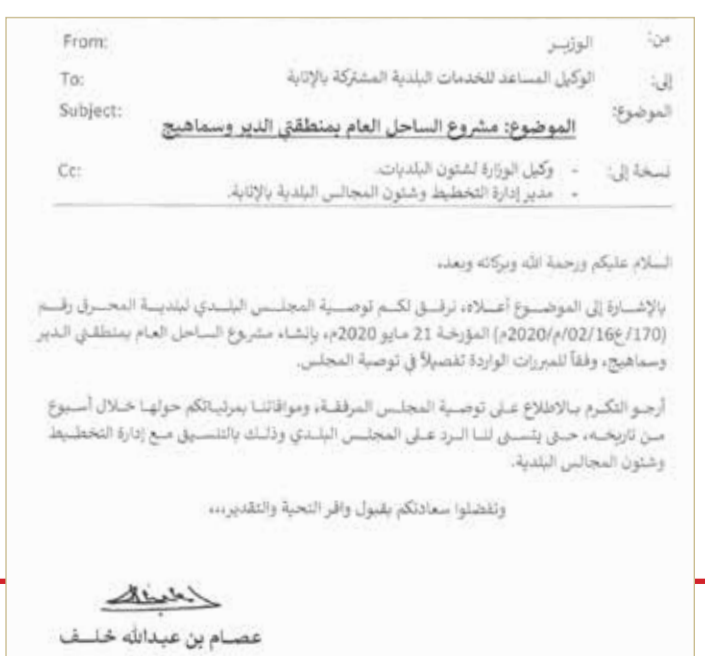 من: الوزير From:
إلى: الوكيل المساعد للخدمات البلدية المشتركة بالإنابة To:
الموضوع: الموضوع: مشروع الساحل العام بمنطقتي الدير وسماهيج Subject:
نسخة إلى: - وكيل الوزارة لشئون البلديات. Cc:
- مدير إدارة التخطيط وشئون المجالس البلدية بالإنابة.
السلام عليكم ورحمة الله وبركاته وبعد،
بالإشارة إلى الموضوع أعلاه، نرفق لكم توصية المجلس البلدي لبلدية المحرق رقم
(170/ع16/02/م/2020م) المؤرخة 21 مايو 2020م، بإنشاء مشروع الساحل العام بمنطقتي الدير
وسماهيج، وفقاً للمبررات الواردة تفصيلاً في توصية المجلس.
أرجو التكرم بالاطلاع على توصية المجلس المرفقة، وموافاتنا بمرئياتكم حولها خلال أسبوع
من تاريخه، حتى يتسنى لنا الرد على المجلس البلدي وذلك بالتنسيق مع إدارة التخطيط
وشئون المجالس البلدية.
وتفضلوا سعادتكم بقبول وافر التحية والتقدير،،،
عصام بن عبدالله خلف